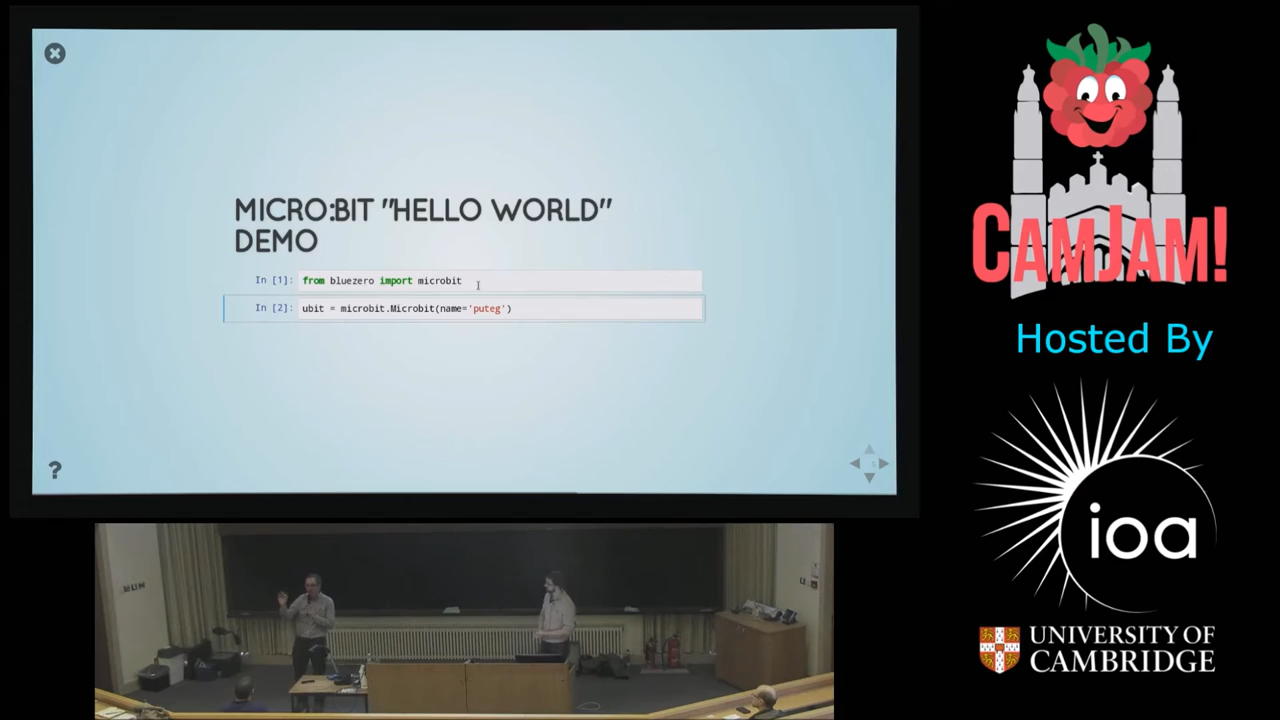 MICRO:BIT "HELLO WORLD"
DEMO
In [1]: from bluezero import microbit
In [2]: ubit = microbit.Microbit(name='puteg')
?
5
CAMJAM!
Hosted By
ioa
UNIVERSITY OF
CAMBRIDGE